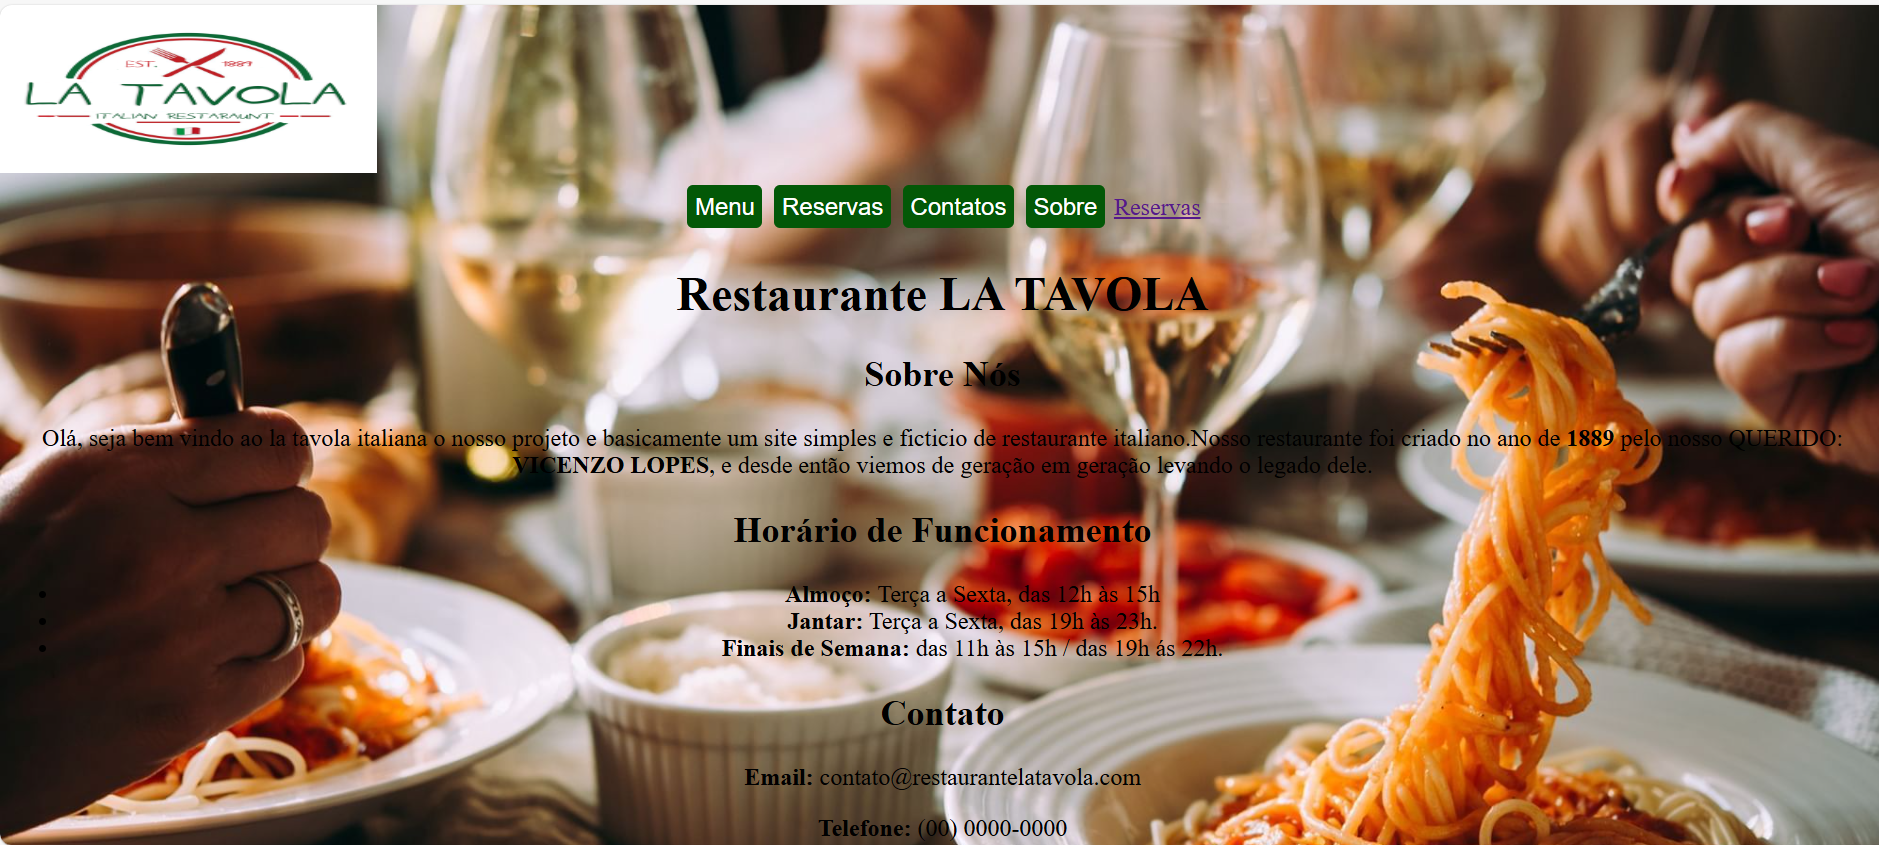 EST. 1889
LA TAVOLA
ITALIAN RESTARAUNT
Menu Reservas Contatos Sobre Reservas
Restaurante LA TAVOLA
Sobre Nós
Olá, seja bem vindo ao la tavola italiana o nosso projeto e basicamente um site simples e ficticio de restaurante italiano.Nosso restaurante foi criado no ano de 1889 pelo nosso QUERIDO:
VICENZO LOPES, e desde então viemos de geração em geração levando o legado dele.
Horário de Funcionamento
Almoço: Terça a Sexta, das 12h às 15h
Jantar: Terça a Sexta, das 19h às 23h.
Finais de Semana: das 11h às 15h / das 19h ás 22h.
Contato
Email: contato@restaurantelatavola.com
Telefone: (00) 0000-0000